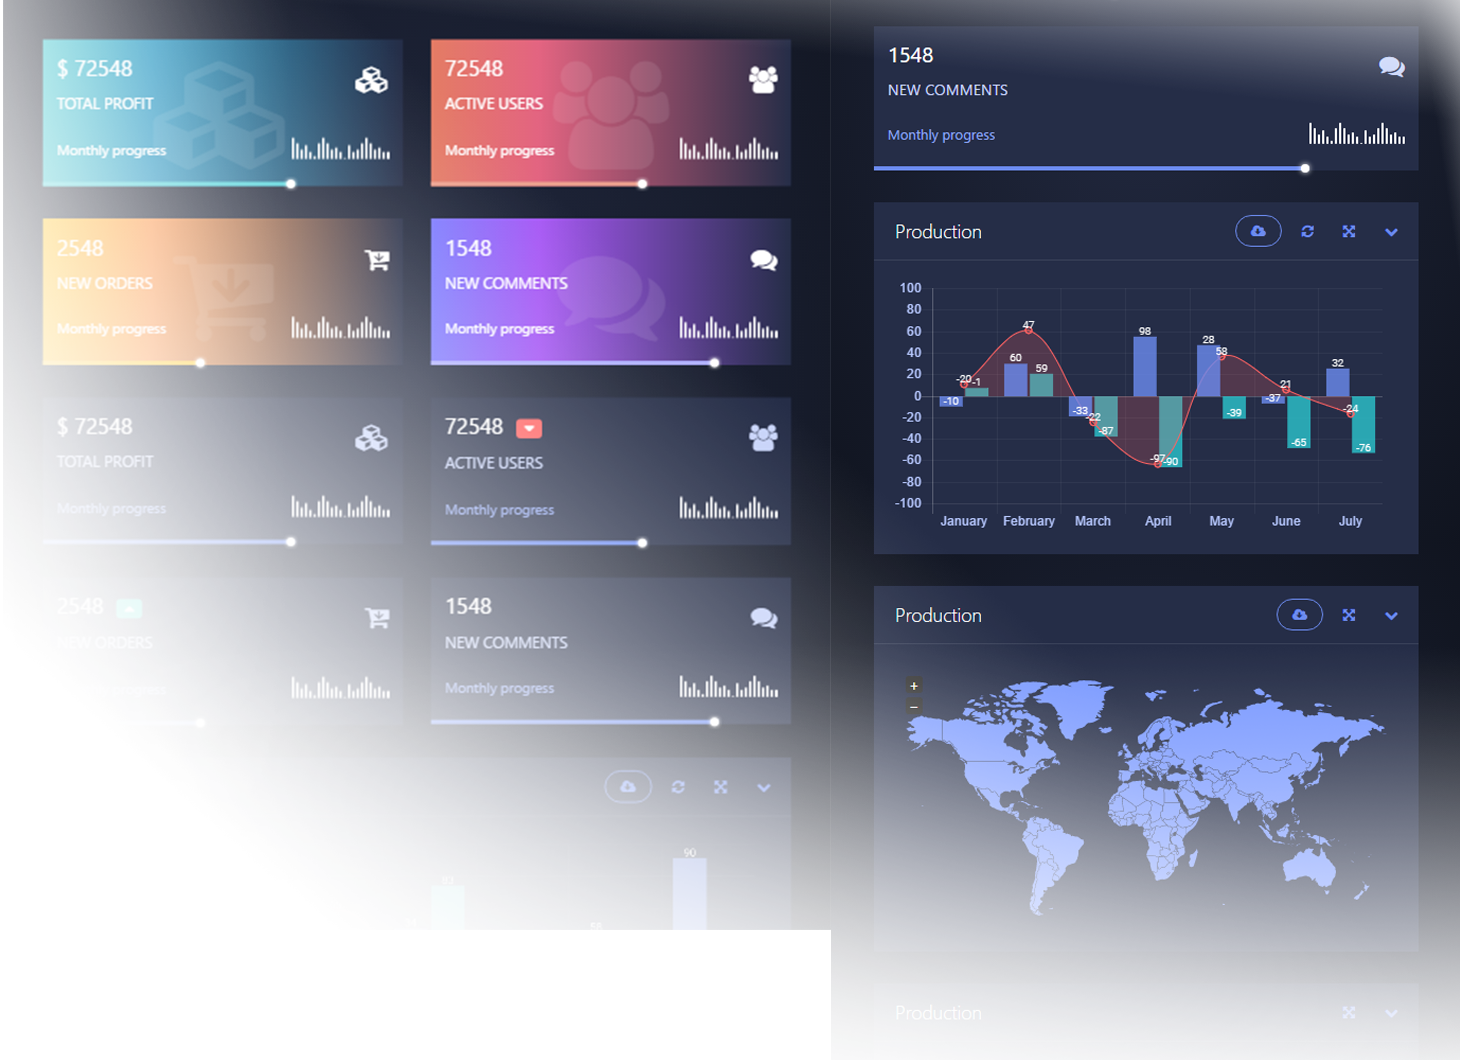 $ 72548
TOTAL PROFIT
Monthly progress
72548
ACTIVE USERS
Monthly progress
2548
NEW ORDERS
Monthly progress
1548
NEW COMMENTS
Monthly progress
$ 72548
TOTAL PROFIT
Monthly progress
72548
ACTIVE USERS
Monthly progress
2548
NEW ORDERS
1548
NEW COMMENTS
Monthly progress
90
1548
NEW COMMENTS
Monthly progress
Production
100
80
60
40
20
0
-20
-40
-60
-80
-100
-20
-1
-10
47
60
59
-33
-22
-87
98
-97
-90
28
58
-39
21
-37
-65
32
-24
-76
January February March April May June July
Production
+
−
Production